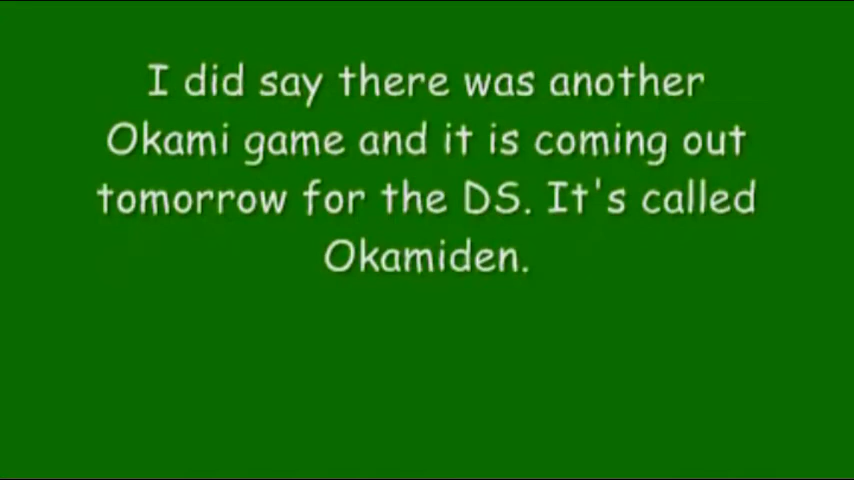 I did say there was another
Okami game and it is coming out
tomorrow for the DS. It's called
Okamiden.